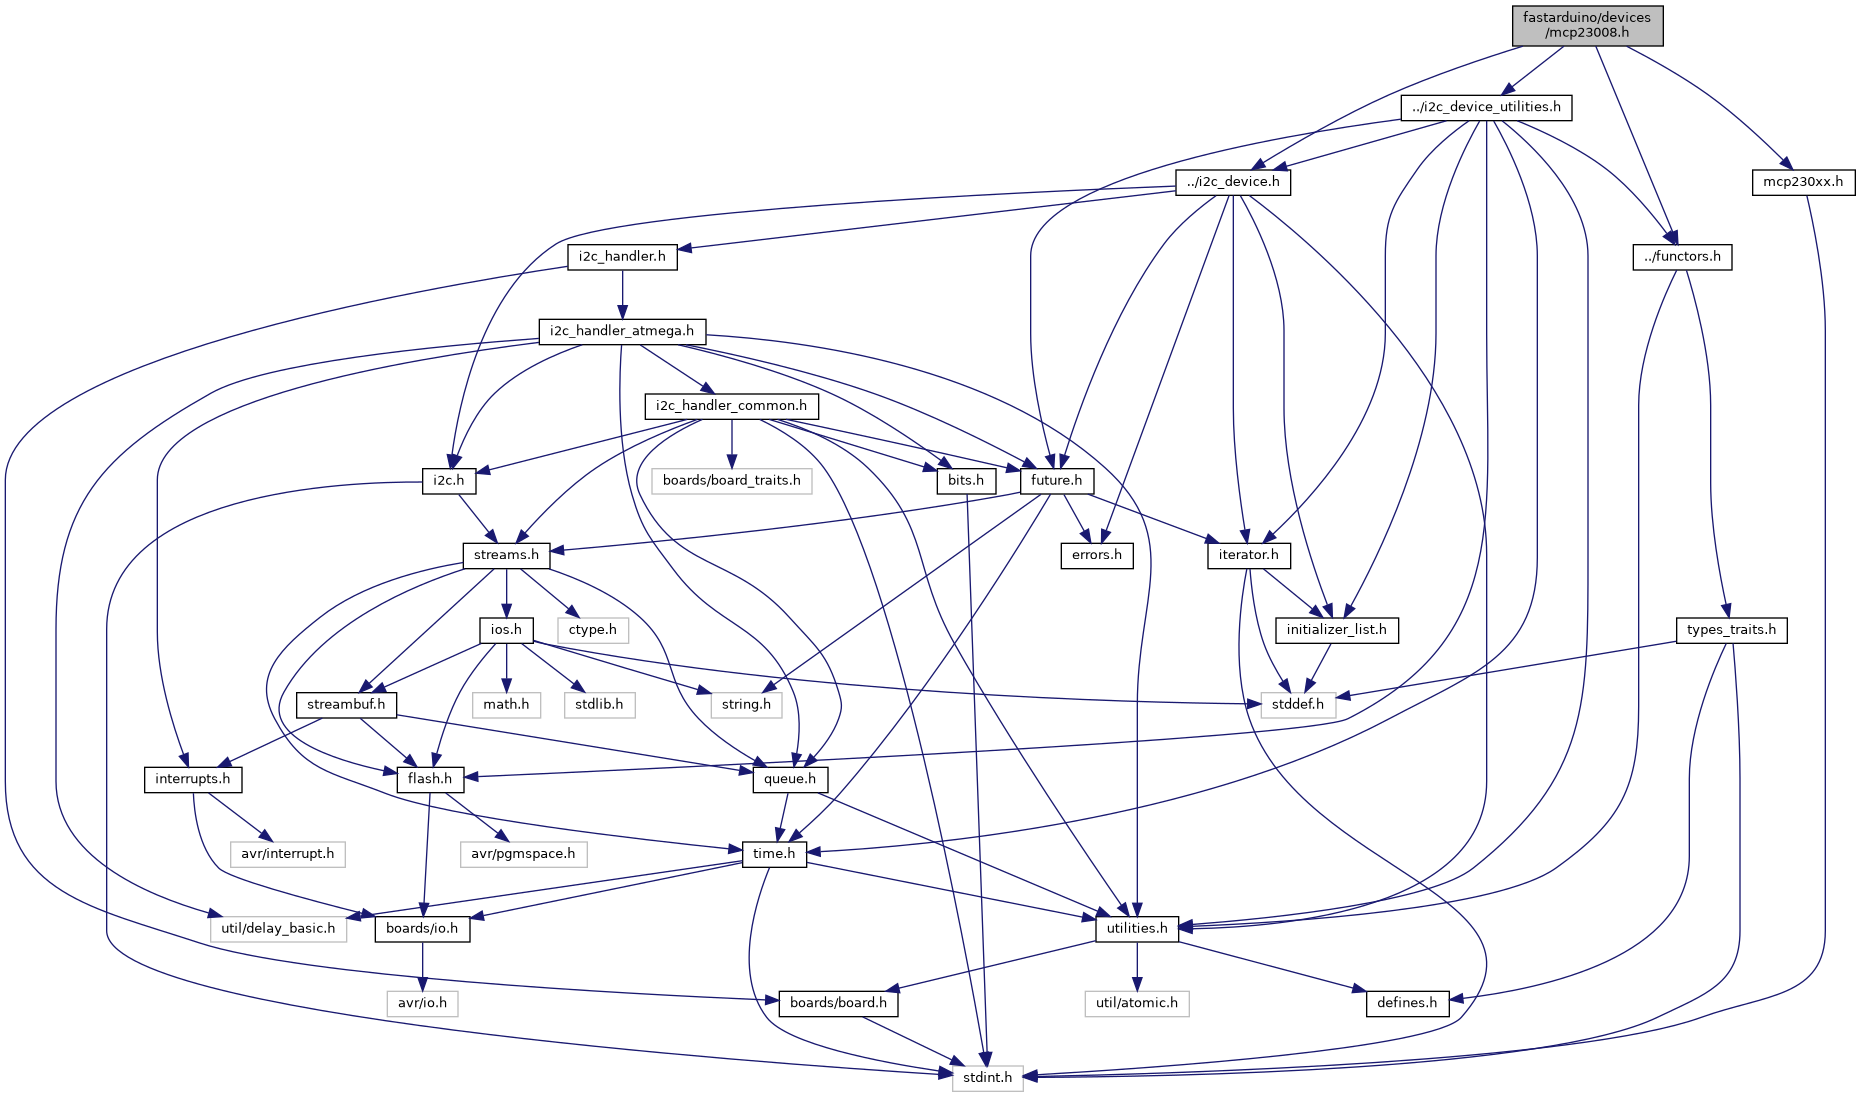 fastarduino/devices
/mcp23008.h
../i2c_device_utilities.h
../i2c_device.h
mcp230xx.h
i2c_handler.h
../functors.h
i2c_handler_atmega.h
i2c_handler_common.h
i2c.h
boards/board_traits.h
bits.h
future.h
streams.h
errors.h
iterator.h
ios.h
ctype.h
initializer_list.h
types_traits.h
streambuf.h
math.h
stdlib.h
string.h
stddef.h
interrupts.h
flash.h
queue.h
avr/interrupt.h
avr/pgmspace.h
time.h
util/delay_basic.h
boards/io.h
utilities.h
avr/io.h
boards/board.h
util/atomic.h
defines.h
stdint.h